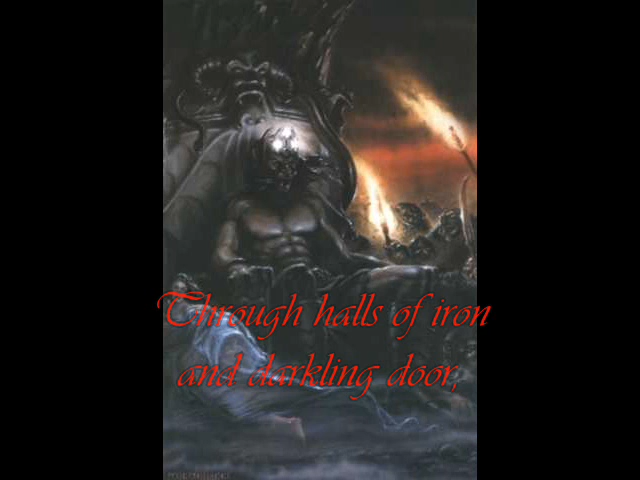 Through halls of iron
and darkling door,